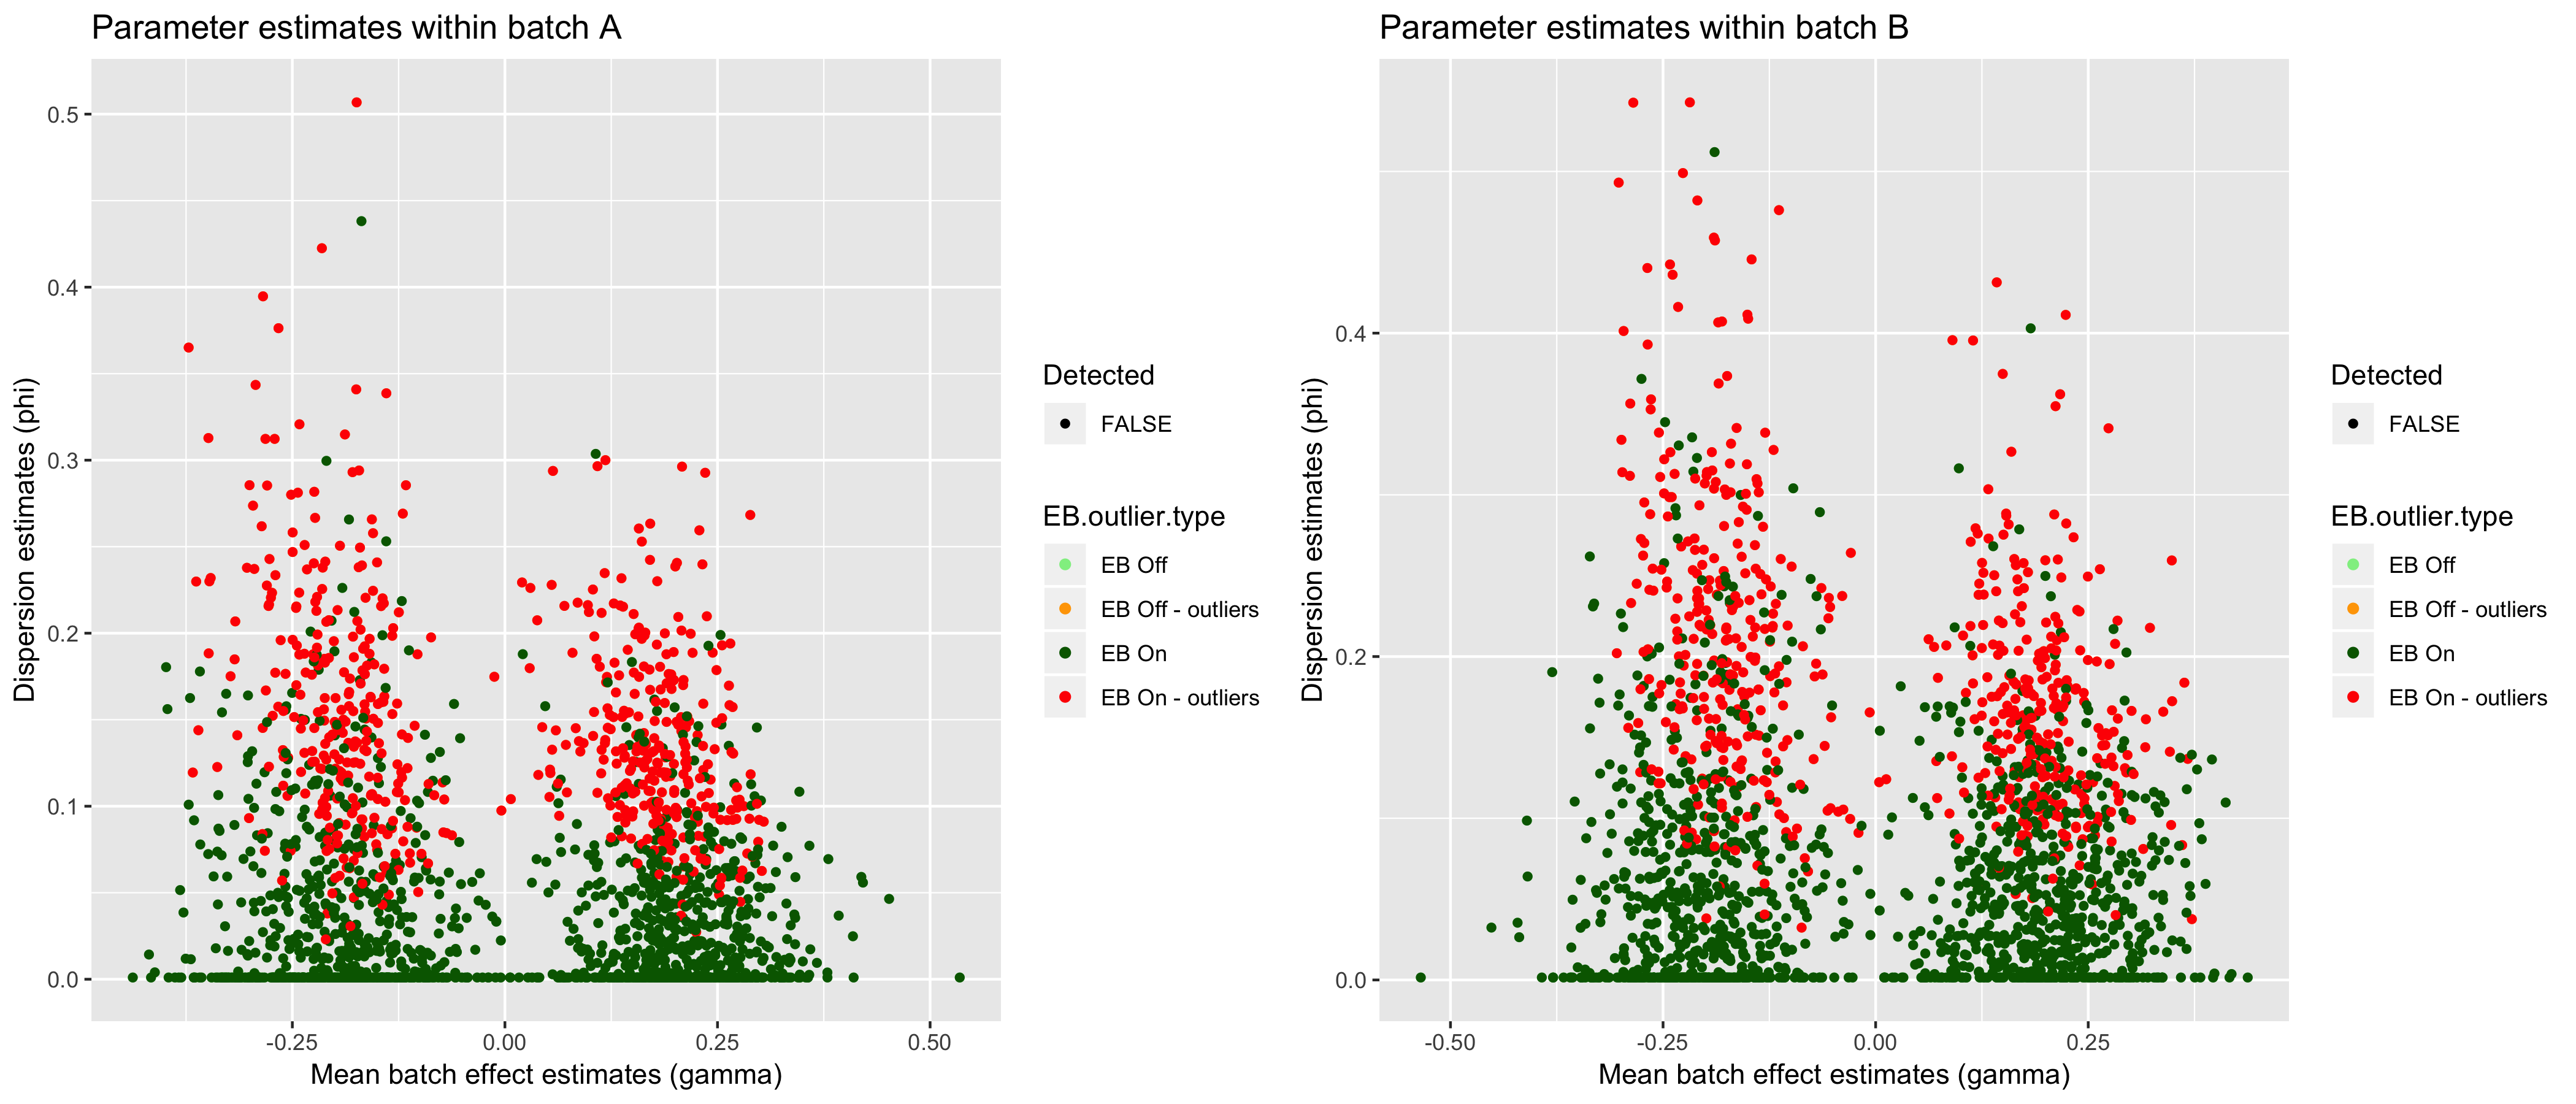 Parameter estimates within batch A
Dispersion estimates (phi)
0.5
0.4
0.3
0.2
0.1
0.0
-0.25
0.00
0.25
0.50
Mean batch effect estimates (gamma)
Detected
FALSE
EB.outlier.type
EB Off
EB Off - outliers
EB On
EB On - outliers
Parameter estimates within batch B
Dispersion estimates (phi)
0.4
0.2
0.0
-0.50
-0.25
0.00
0.25
Mean batch effect estimates (gamma)
Detected
FALSE
EB.outlier.type
EB Off
EB Off - outliers
EB On
EB On - outliers